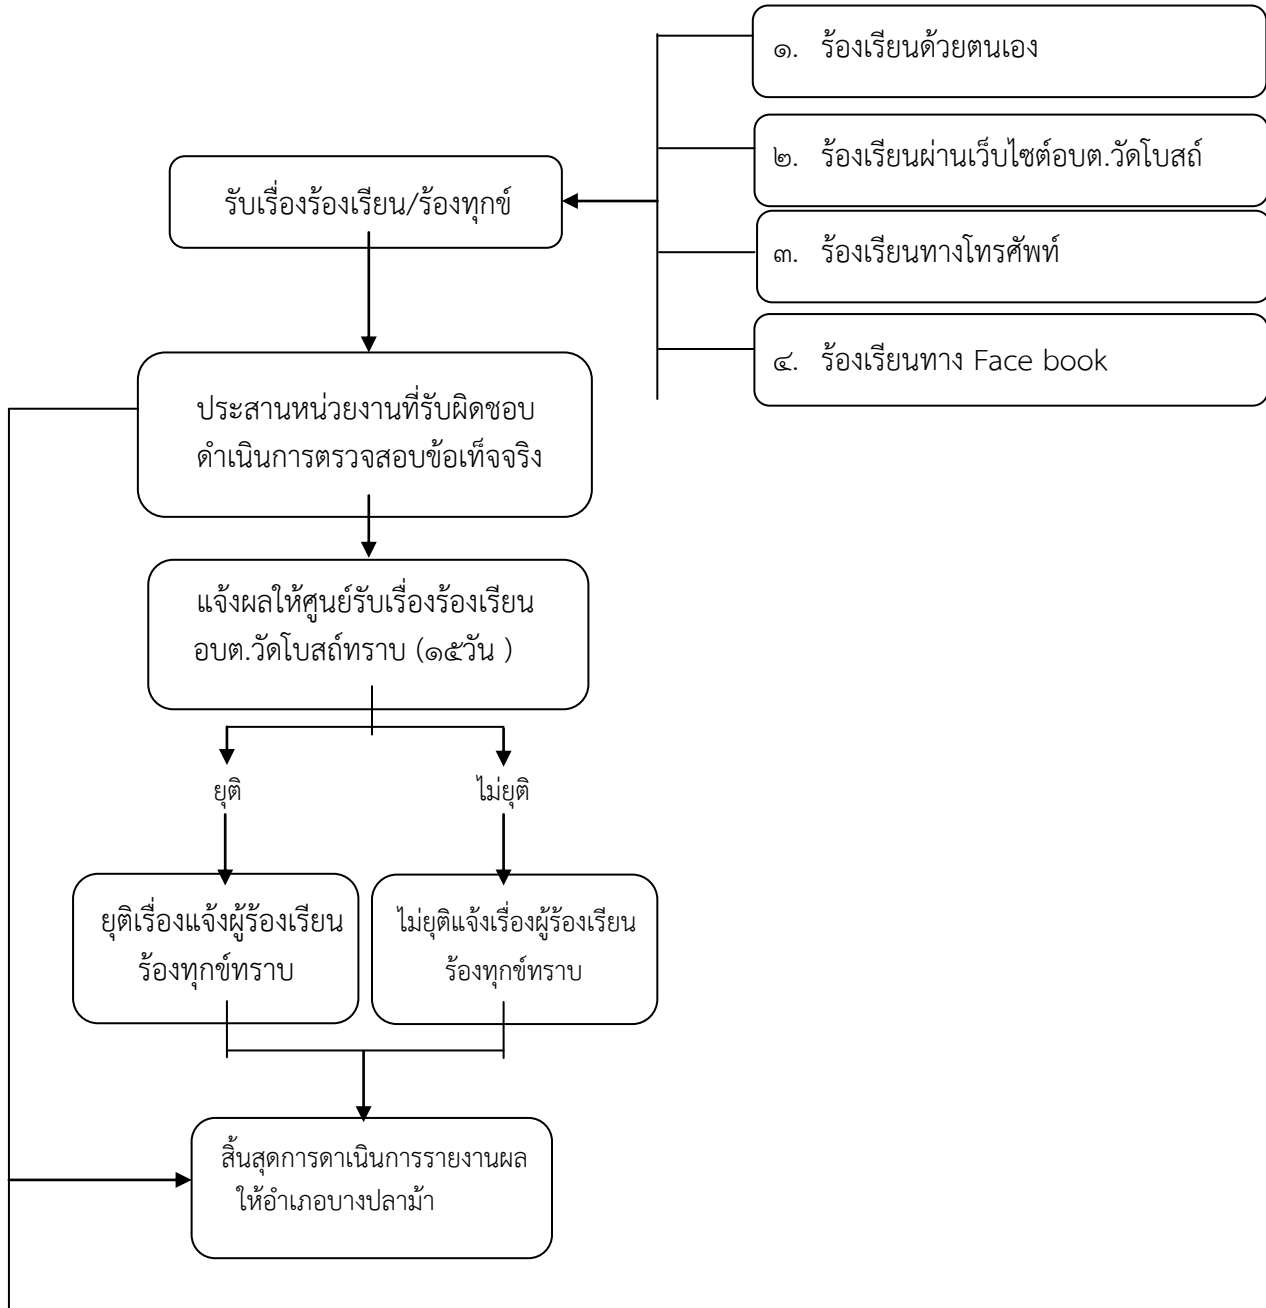 ๑. ร้องเรียนด้วยตนเอง
๒. ร้องเรียนผ่านเว็บไซต์อบต.วัดโบสถ์
รับเรื่องร้องเรียน/ร้องทุกข์
๓. ร้องเรียนทางโทรศัพท์
๔. ร้องเรียนทาง Face book
ประสานหน่วยงานที่รับผิดชอบ
ดำเนินการตรวจสอบข้อเท็จจริง
แจ้งผลให้ศูนย์รับเรื่องร้องเรียน
อบต.วัดโบสถ์ทราบ (๑๕วัน )
ยุติ
ไม่ยุติ
ยุติเรื่องแจ้งผู้ร้องเรียน
ร้องทุกข์ทราบ
ไม่ยุติแจ้งเรื่องผู้ร้องเรียน
ร้องทุกข์ทราบ
สิ้นสุดการดาเนินการรายงานผล
ให้อำเภอบางปลาม้า